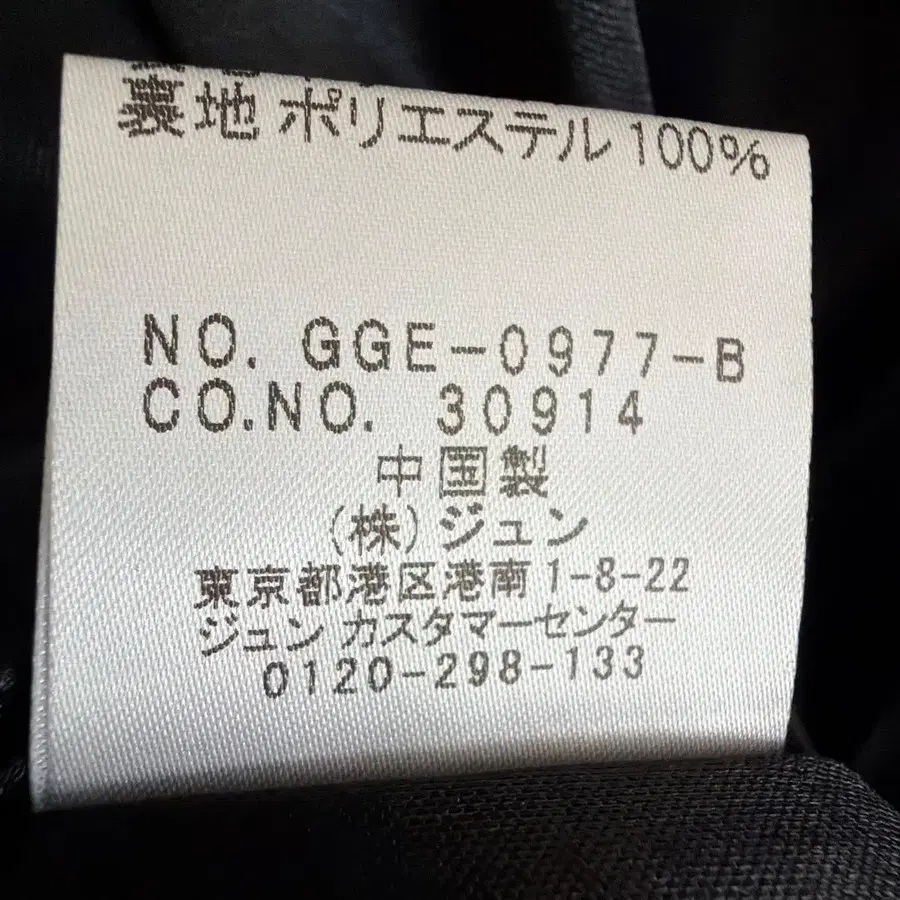 裏地 ポリエステル 100%
NO. GGE-0977-B
CO.NO. 30914
中国製
(株)ジュン
東京都港区港南1-8-22
ジュン カスタマーセンター
0120-298-133